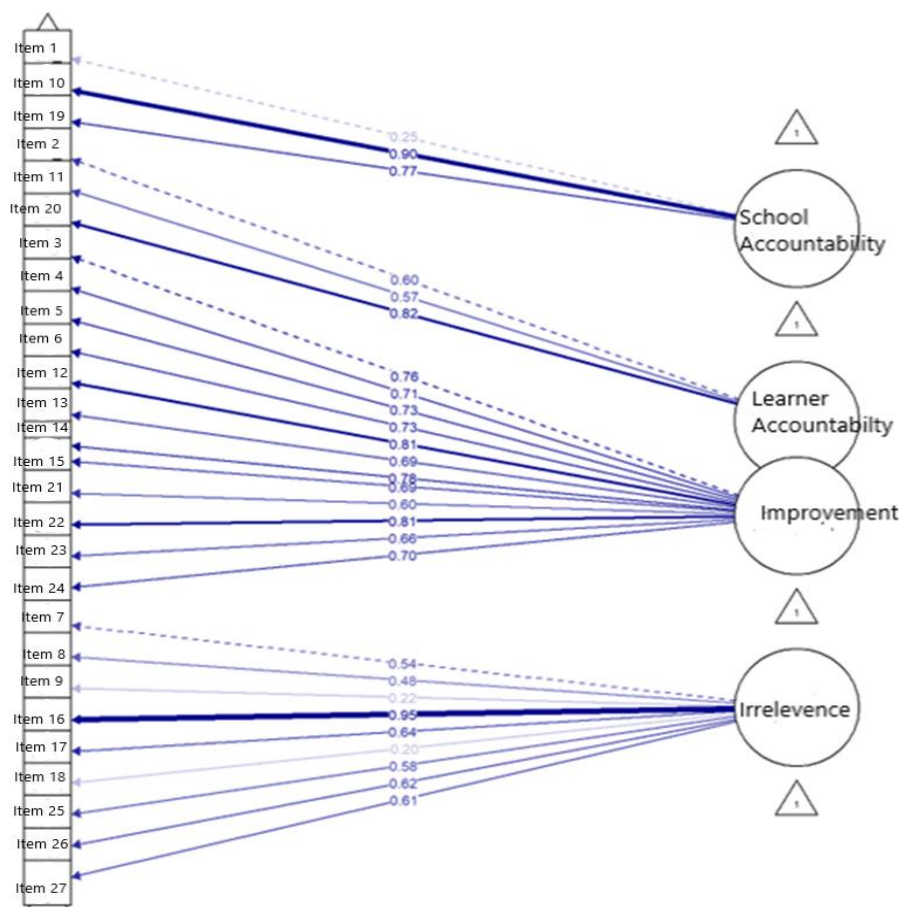 Item 1
Item 10
Item 19
Item 2
Item 11
Item 20
Item 3
Item 4
Item 5
Item 6
Item 12
Item 13
Item 14
Item 15
Item 21
Item 22
Item 23
Item 24
Item 7
Item 8
Item 9
Item 16
Item 17
Item 18
Item 25
Item 26
Item 27
0.25
0.90
0.77
0.60
0.57
0.82
0.76
0.71
0.73
0.73
0.81
0.69
0.78
0.69
0.60
0.81
0.66
0.70
0.54
0.48
0.22
0.95
0.64
0.20
0.58
0.62
0.61
1
School
Accountability
1
Learner
Accountabilty
Improvement
1
Irrelevence
1